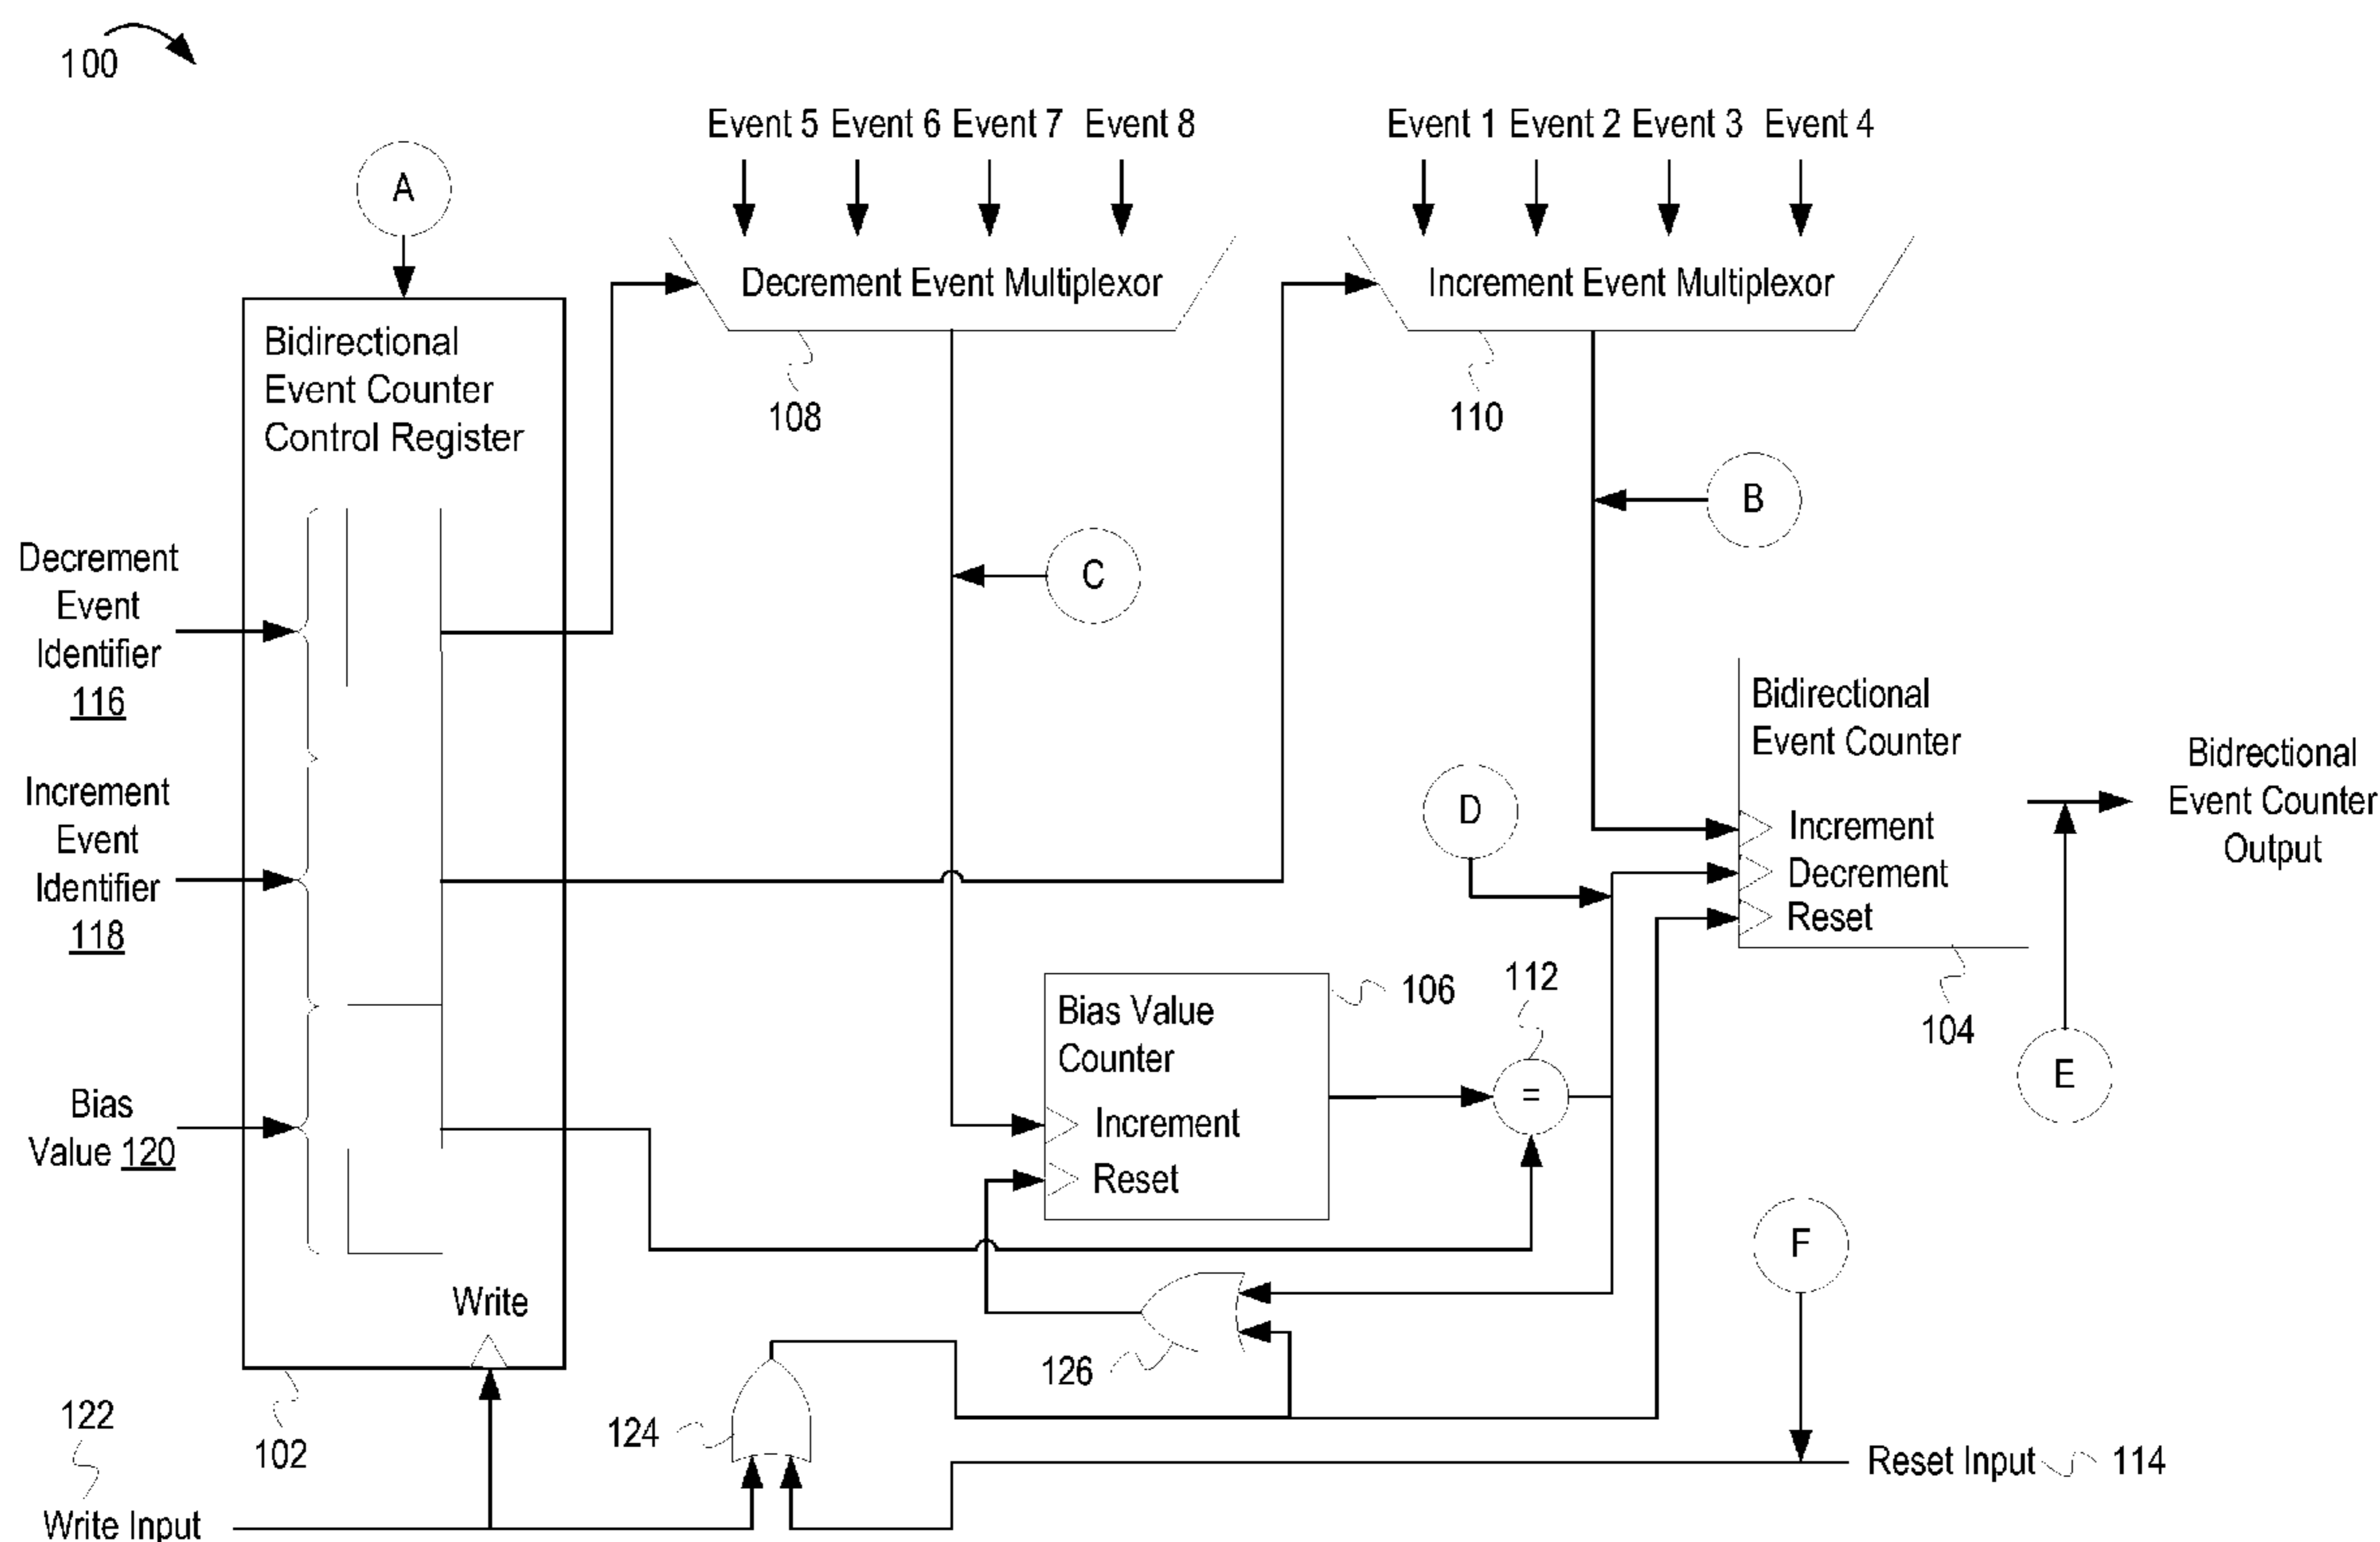 100
Event 5 Event 6 Event 7 Event 8
Event 1 Event 2 Event 3 Event 4
A
Decrement Event Multiplexor
Increment Event Multiplexor
Bidirectional
Event Counter
Control Register
108
110
B
C
Decrement
Event
Identifier
116
Increment
Event
Identifier
118
Bias
Value 120
D
Bidirectional
Event Counter
Increment
Decrement
Reset
Bidrectional
Event Counter
Output
104
E
106
112
Bias Value
Counter
Increment
Reset
=
F
Write
126
124
122
102
Write Input
Reset Input
114